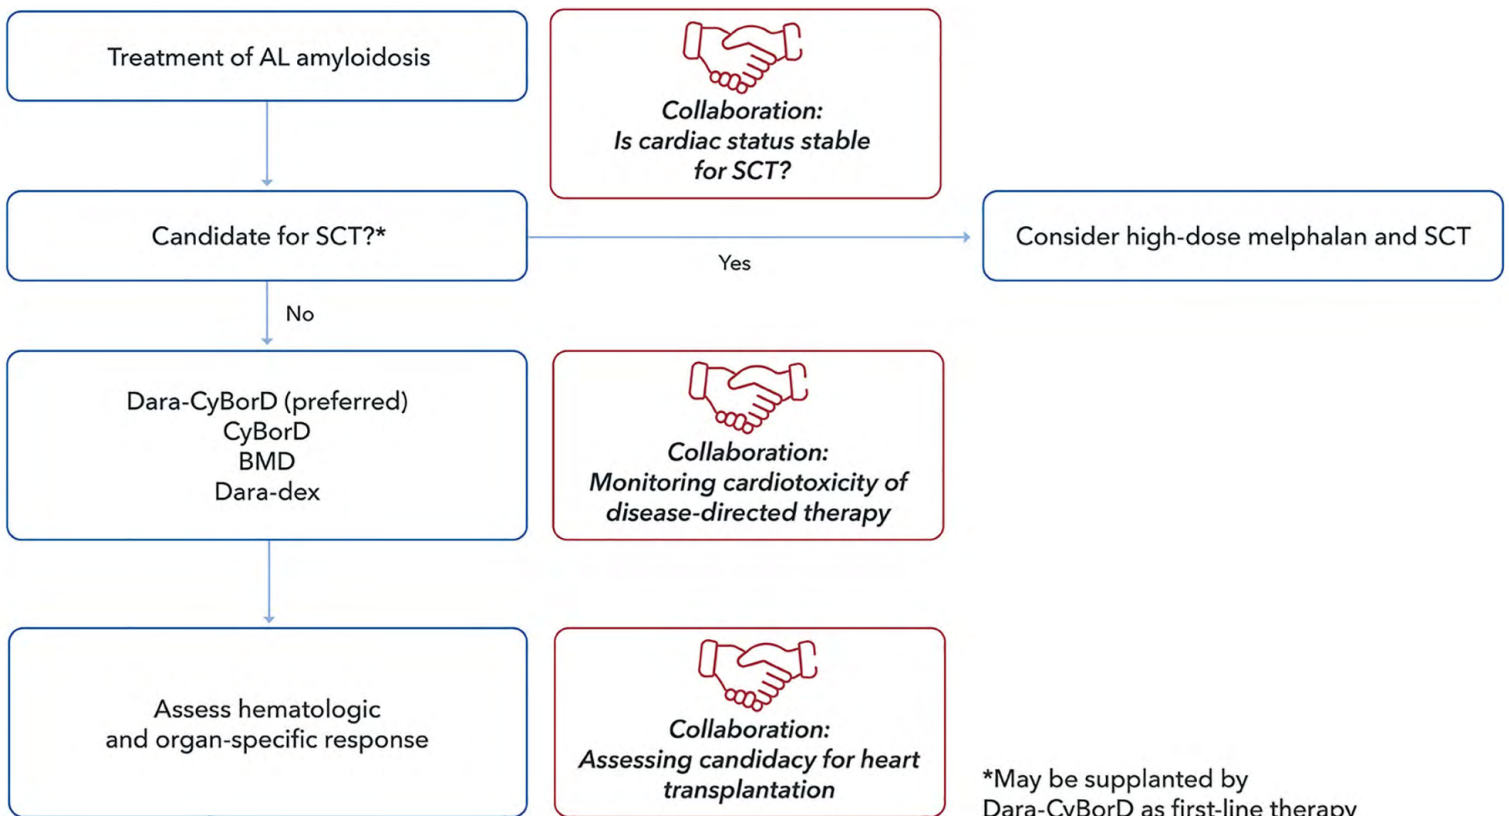 Treatment of AL amyloidosis
Collaboration:
Is cardiac status stable
for SCT?
Candidate for SCT?*
Yes
Consider high-dose melphalan and SCT
No
Dara-CyBorD (preferred)
CyBorD
BMD
Dara-dex
Collaboration:
Monitoring cardiotoxicity of
disease-directed therapy
Assess hematologic
and organ-specific response
Collaboration:
Assessing candidacy for heart
transplantation
*May be supplanted by
Dara-CyBorD as first-line therapy